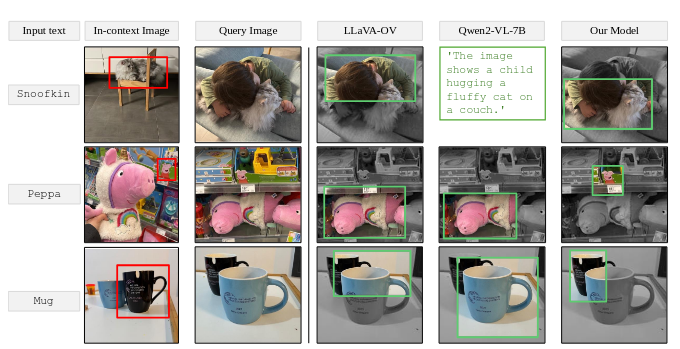 Input text
In-context Image
Query Image
LLaVA-OV
Qwen2-VL-7B
Our Model
Snoofkin
'The image
shows a child
hugging a
fluffy cat on
a couch.'
Peppa
Mug